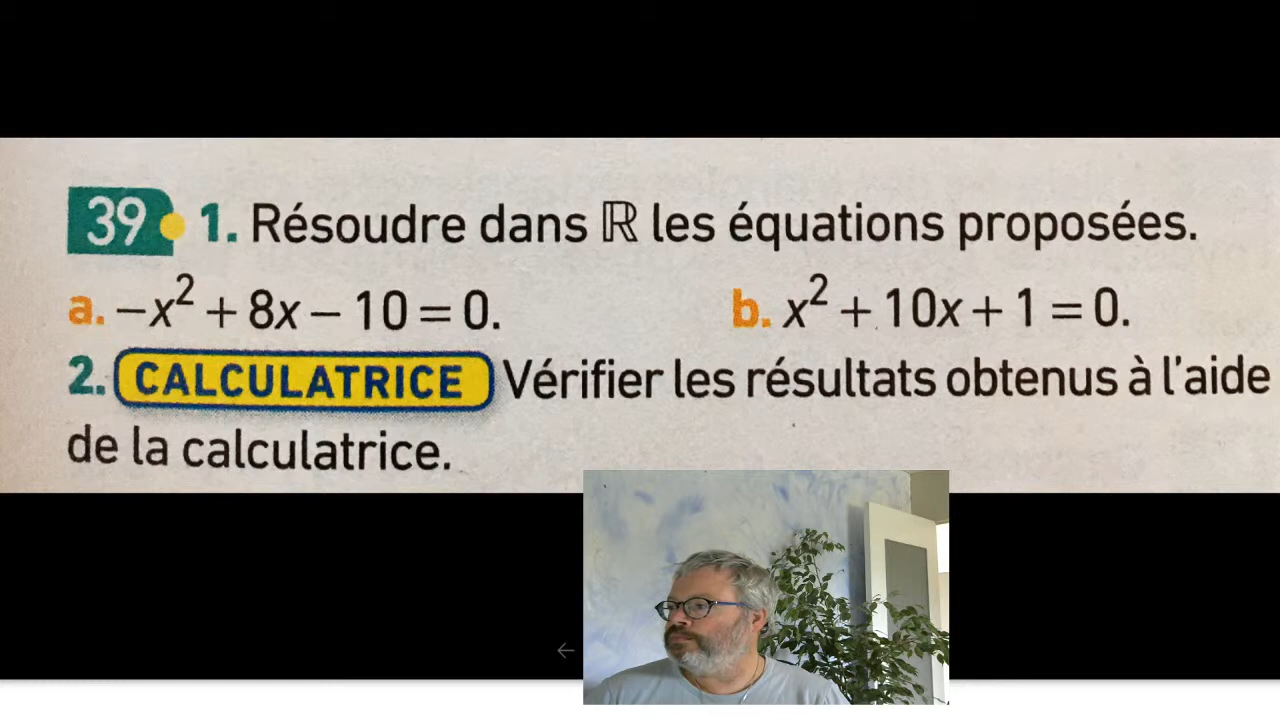 39 1. Résoudre dans ℝ les équations proposées.
a. −x² + 8x − 10 = 0. b. x² + 10x + 1 = 0.
2. CALCULATRICE Vérifier les résultats obtenus à l'aide
de la calculatrice.